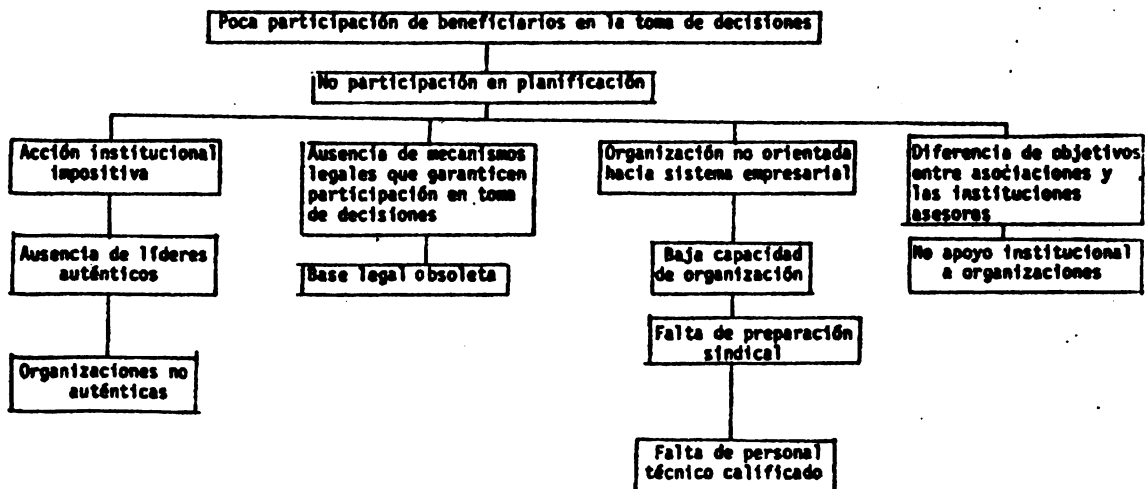 Poca participación de beneficiarios en la toma de decisiones
No participación en planificación
Acción institucional
impositiva
Ausencia de mecanismos
legales que garanticen
participación en toma
de decisiones
Organización no orientada
hacia sistema empresarial
Diferencia de objetivos
entre asociaciones y
las instituciones
asesores
Ausencia de líderes
auténticos
Base legal obsoleta
Baja capacidad
de organización
No apoyo institucional
a organizaciones
Falta de preparación
sindical
Organizaciones no
auténticas
Falta de personal
técnico calificado